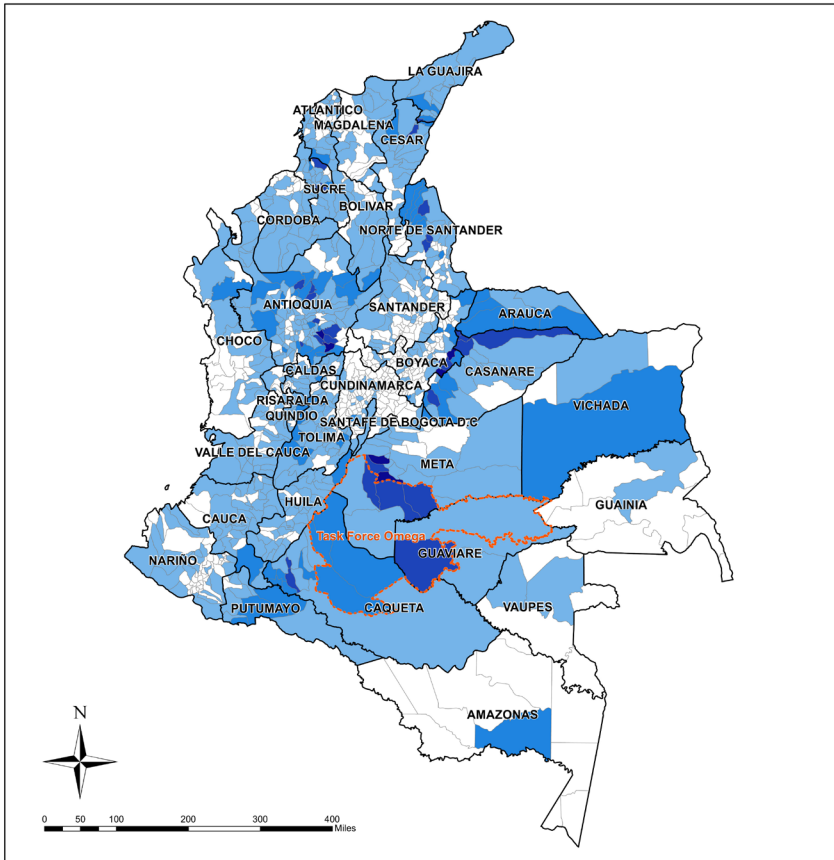 LA GUAJIRA
ATLANTICO
MAGDALENA
CESAR
SUCRE
BOLIVAR
CORDOBA
NORTE DE SANTANDER
ANTIOQUIA
SANTANDER
ARAUCA
CHOCO
BOYACA
CALDAS
CASANARE
CUNDINAMARCA
RISARALDA
VICHADA
QUINDIO
SANTAFE DE BOGOTA D.C
TOLIMA
VALLE DEL CAUCA
META
HUILA
GUAINIA
CAUCA
Task Force Omega
GUAVIARE
NARINO
PUTUMAYO
CAQUETA
VAUPES
AMAZONAS
N
0 50 100 200 300 400
Miles